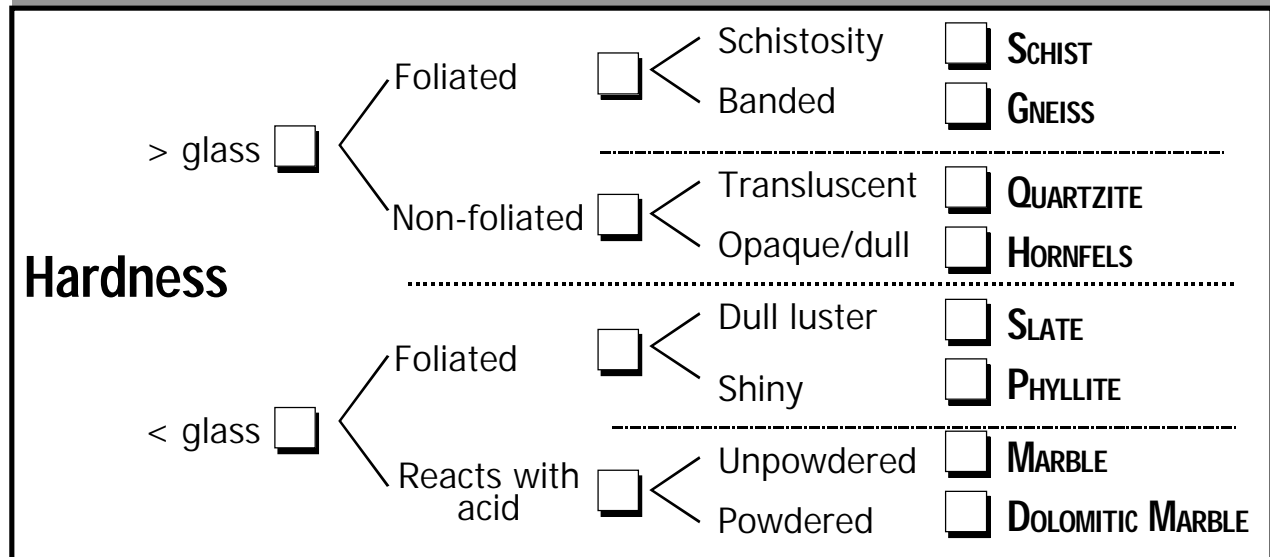 Schistosity SCHIST
Foliated
Banded GNEISS
> glass
Transluscent QUARTZITE
Non-foliated
Opaque/dull HORNFELS
Hardness
Dull luster SLATE
Foliated
Shiny PHYLLITE
< glass
Unpowdered MARBLE
Reacts with
acid
Powdered DOLOMITIC MARBLE